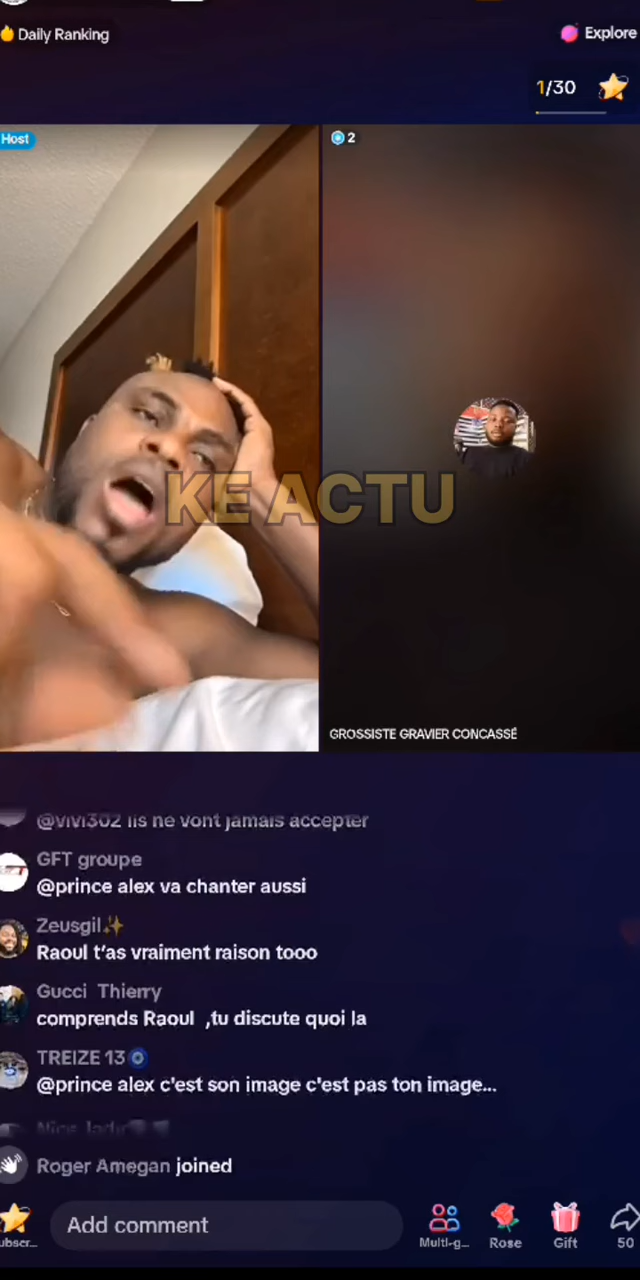 Daily Ranking
Explore
1/30
Host
2
KE ACTU
GROSSISTE GRAVIER CONCASSÉ
@vivi302 ils ne vont jamais accepter
GFT groupe
@prince alex va chanter aussi
Zeusgil✨
Raoul t'as vraiment raison tooo
Gucci Thierry
comprends Raoul ,tu discute quoi la
TREIZE 13🧿
@prince alex c'est son image c'est pas ton image...
Roger Amegan joined
Add comment
Multi-g...
Rose
Gift
50